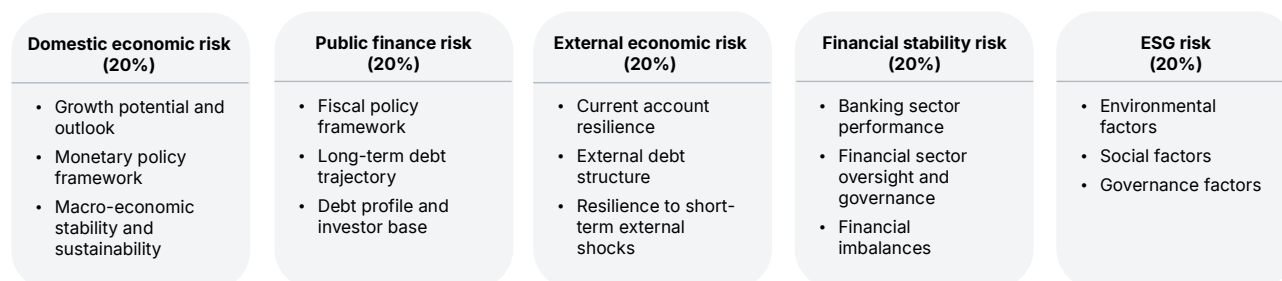 Domestic economic risk
(20%)
• Growth potential and
outlook
• Monetary policy
framework
• Macro-economic
stability and
sustainability
Public finance risk
(20%)
• Fiscal policy
framework
• Long-term debt
trajectory
• Debt profile and
investor base
External economic risk
(20%)
• Current account
resilience
• External debt
structure
• Resilience to short-
term external
shocks
Financial stability risk
(20%)
• Banking sector
performance
• Financial sector
oversight and
governance
• Financial
imbalances
ESG risk
(20%)
• Environmental
factors
• Social factors
• Governance factors